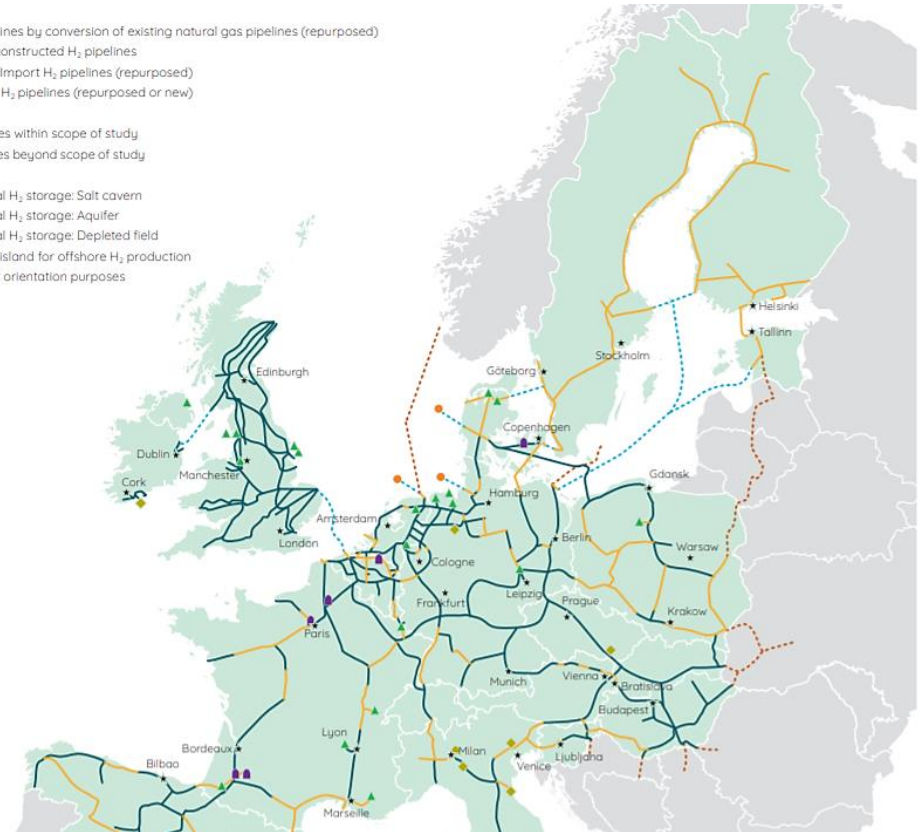 ines by conversion of existing natural gas pipelines (repurposed)
onstructed H₂ pipelines
Import H₂ pipelines (repurposed)
H₂ pipelines (repurposed or new)
es within scope of study
es beyond scope of study
al H₂ storage: Salt cavern
al H₂ storage: Aquifer
al H₂ storage: Depleted field
island for offshore H₂ production
orientation purposes
Helsinki
Tallinn
Stockholm
Edinburgh
Göteborg
Copenhagen
Dublin
Manchester
Gdansk
Cork
Hamburg
Amsterdam
London
Berlin
Warsaw
Cologne
Leipzig
Frankfurt
Prague
Krakow
Paris
Munich
Vienna
Bratislava
Budapest
Lyon
Bordeaux
Milan
Ljubljana
Venice
Bilbao
Marseille